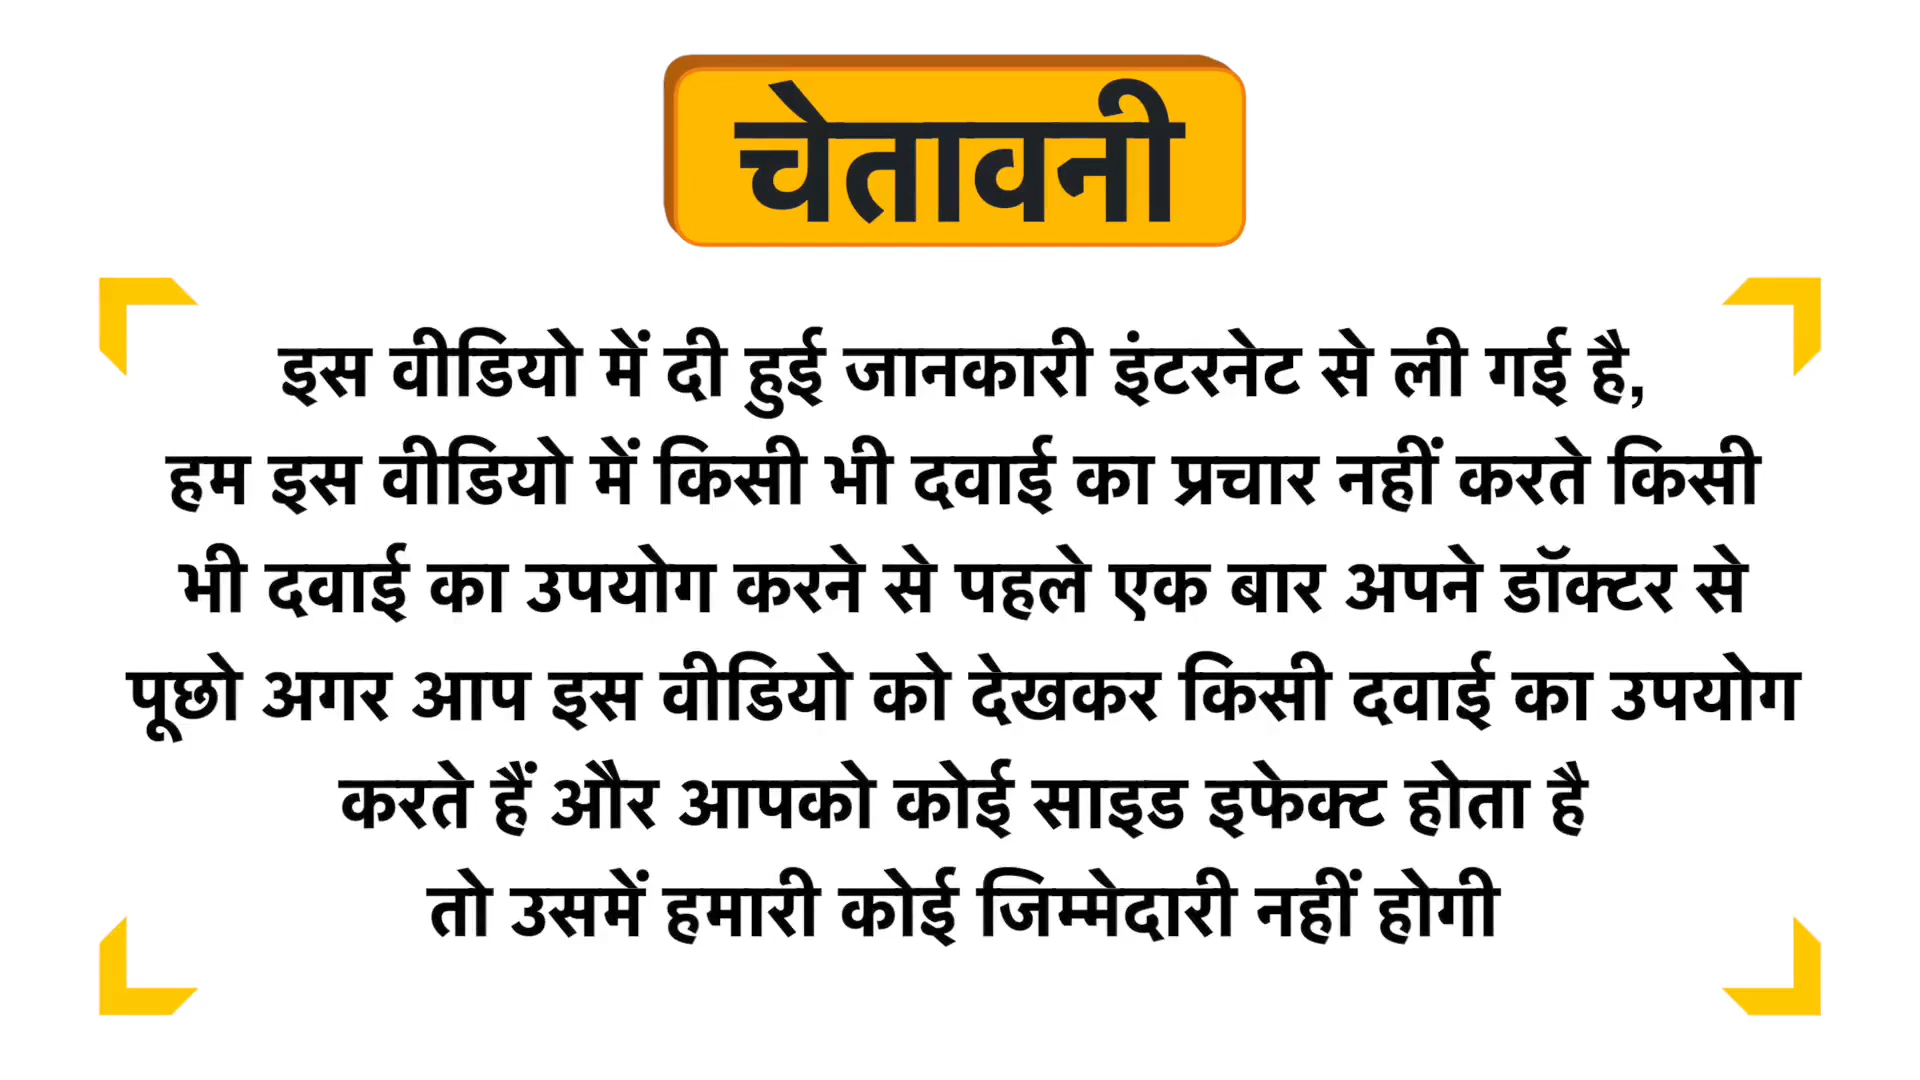 चेतावनी
इस वीडियो में दी हुई जानकारी इंटरनेट से ली गई है,
हम इस वीडियो में किसी भी दवाई का प्रचार नहीं करते किसी
भी दवाई का उपयोग करने से पहले एक बार अपने डॉक्टर से
पूछो अगर आप इस वीडियो को देखकर किसी दवाई का उपयोग
करते हैं और आपको कोई साइड इफेक्ट होता है
तो उसमें हमारी कोई जिम्मेदारी नहीं होगी